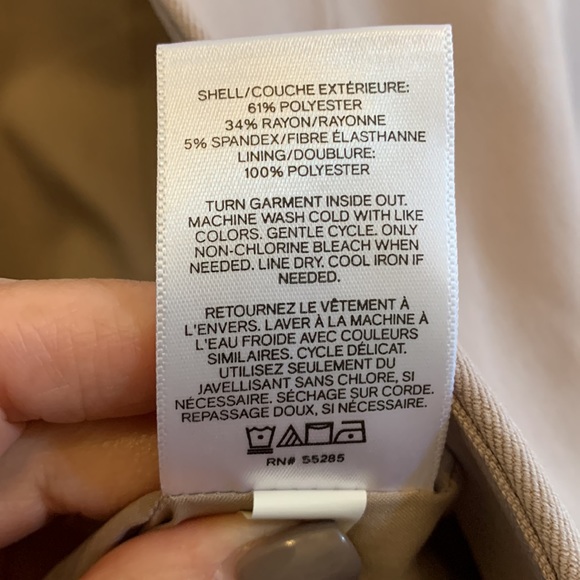 SHELL/COUCHE EXTÉRIEURE:
61% POLYESTER
34% RAYON/RAYONNE
5% SPANDEX/FIBRE ÉLASTHANNE
LINING/DOUBLURE:
100% POLYESTER
TURN GARMENT INSIDE OUT.
MACHINE WASH COLD WITH LIKE
COLORS. GENTLE CYCLE. ONLY
NON-CHLORINE BLEACH WHEN
NEEDED. LINE DRY. COOL IRON IF
NEEDED.
RETOURNEZ LE VÊTEMENT À
L'ENVERS. LAVER À LA MACHINE À
L'EAU FROIDE AVEC COULEURS
SIMILAIRES. CYCLE DÉLICAT.
UTILISEZ SEULEMENT DU
JAVELLISANT SANS CHLORE, SI
NÉCESSAIRE. SÉCHAGE SUR CORDE.
REPASSAGE DOUX, SI NÉCESSAIRE.
RN# 55285